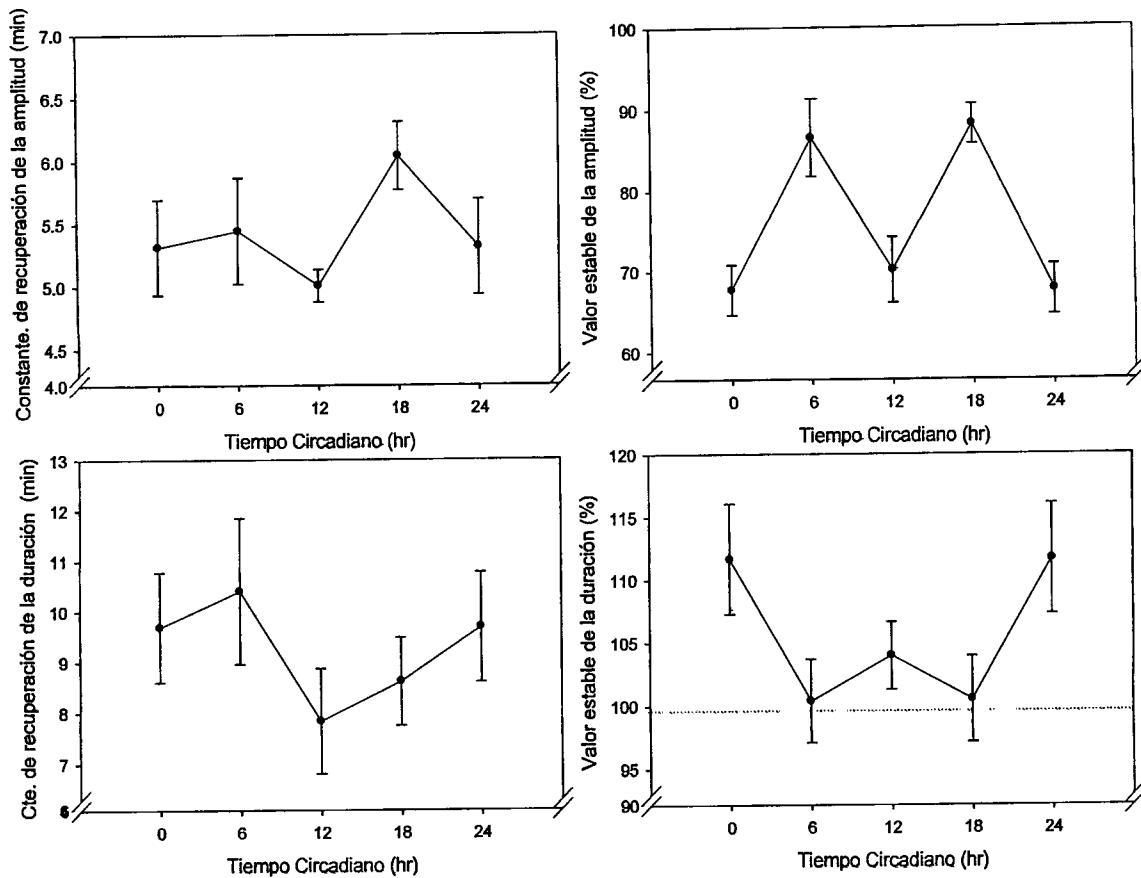 Constante. de recuperación de la amplitud (min)
7.0
6.5
6.0
5.5
5.0
4.5
4.0
0 6 12 18 24
Tiempo Circadiano (hr)
Valor estable de la amplitud (%)
100
90
80
70
60
0 6 12 18 24
Tiempo Circadiano (hr)
Cte. de recuperación de la duración (min)
13
12
11
10
9
8
7
6
0 6 12 18 24
Tiempo Circadiano (hr)
Valor estable de la duración (%)
120
115
110
105
100
95
90
0 6 12 18 24
Tiempo Circadiano (hr)